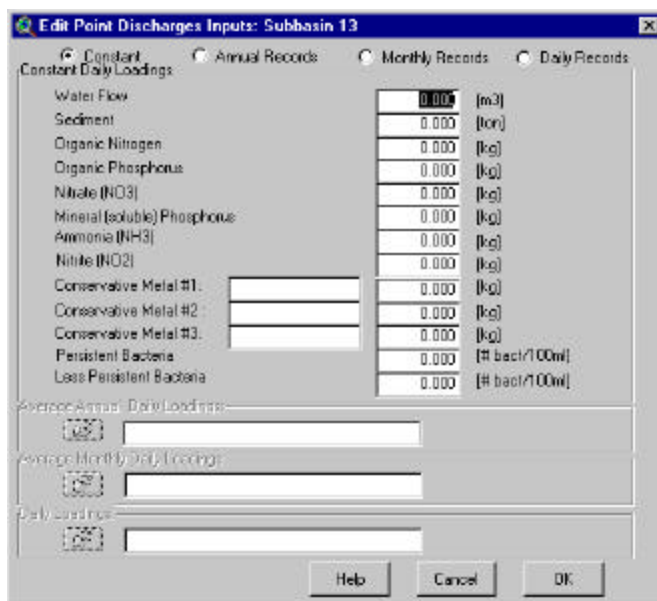 Edit Point Discharges Inputs: Subbasin 13
Constant Annual Records Monthly Records Daily Records
Constant Daily Loadings
Water Flow 0.000 (m3)
Sediment 0.000 (ton)
Organic Nitrogen 0.000 (kg)
Organic Phosphorus 0.000 (kg)
Nitrate (NO3) 0.000 (kg)
Mineral (soluble) Phosphorus 0.000 (kg)
Ammonia (NH3) 0.000 (kg)
Nitrite (NO2) 0.000 (kg)
Conservative Metal #1: 0.000 (kg)
Conservative Metal #2 : 0.000 (kg)
Conservative Metal #3: 0.000 (kg)
Persistent Bacteria 0.000 (# bact/100ml)
Less Persistent Bacteria 0.000 (# bact/100ml)
Average Annual Daily Loadings
Average Monthly Daily Loadings
Daily Loadings
Help Cancel OK